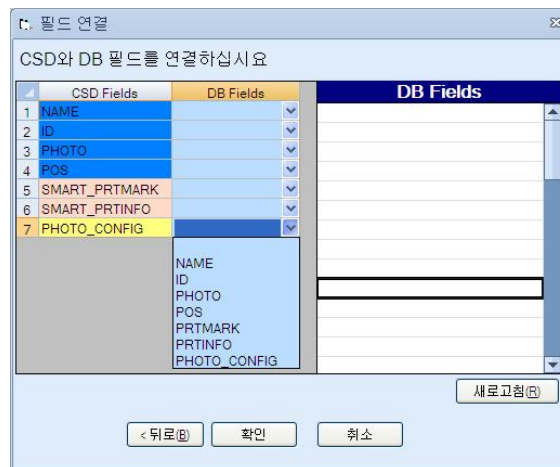 필드 연결
CSD와 DB 필드를 연결하십시요
CSD Fields DB Fields DB Fields
1 NAME
2 ID
3 PHOTO
4 POS
5 SMART_PRTMARK
6 SMART_PRTINFO
7 PHOTO_CONFIG
NAME
ID
PHOTO
POS
PRTMARK
PRTINFO
PHOTO_CONFIG
새로고침(R)
<뒤로(B) 확인 취소